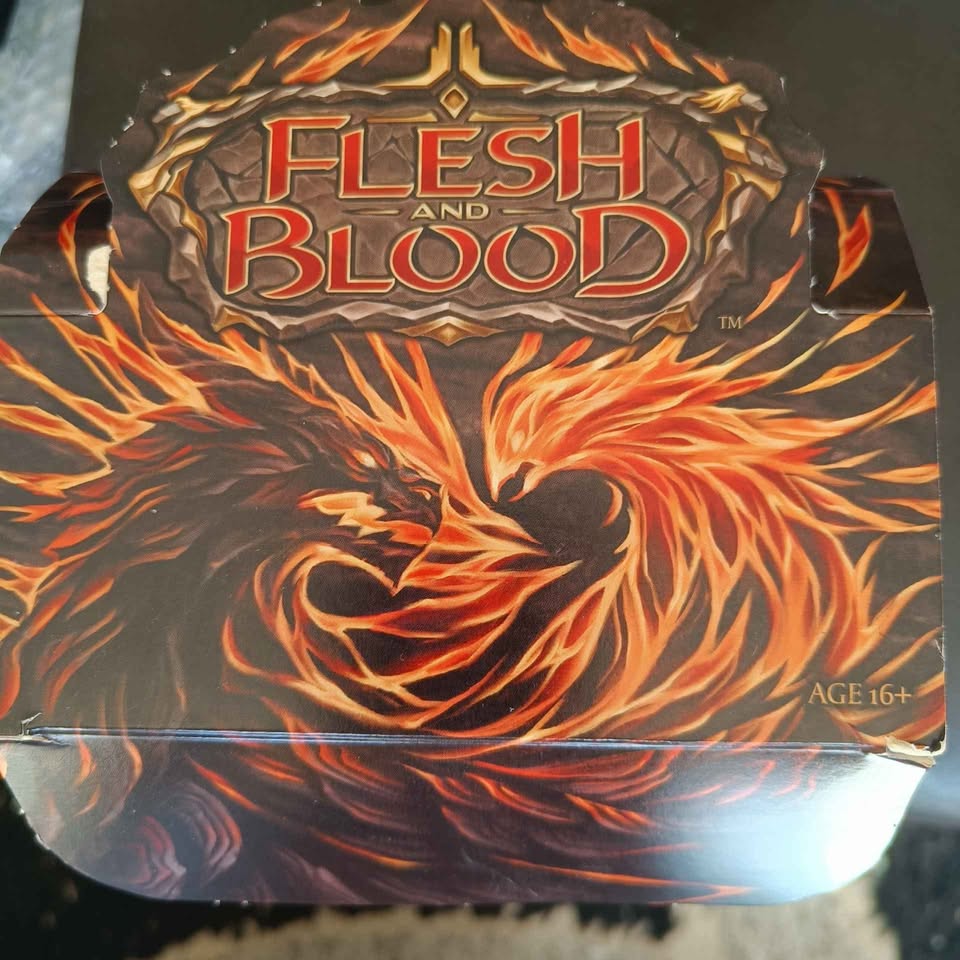 FLESH
AND
BLOOD
TM
AGE 16+